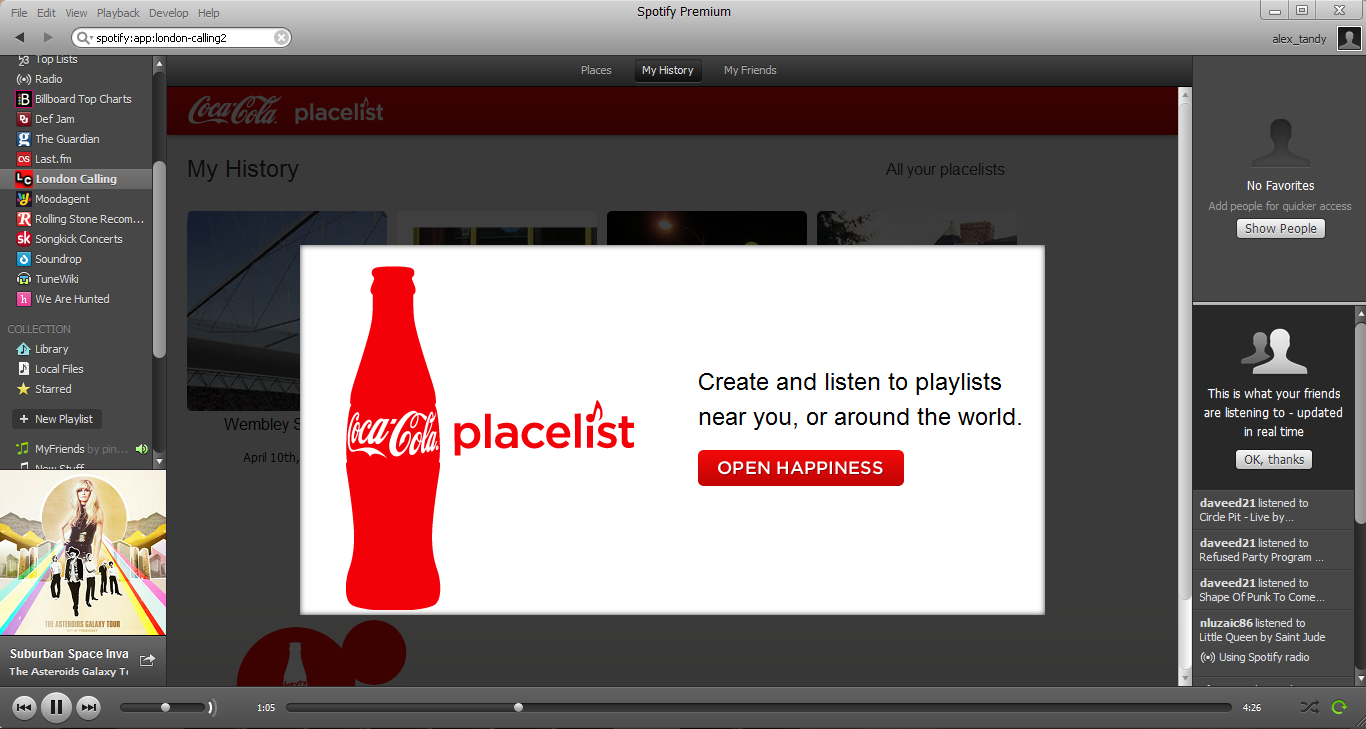 File Edit View Playback Develop Help
Spotify Premium
spotify:app:london-calling2
alex_tandy
Top Lists
Radio
Billboard Top Charts
Def Jam
The Guardian
Last.fm
London Calling
Moodagent
Rolling Stone Recom...
Songkick Concerts
Soundrop
TuneWiki
We Are Hunted
COLLECTION
Library
Local Files
Starred
+ New Playlist
MyFriends by pin...
New Stuff
THE ASTEROIDS GALAXY TOUR
Suburban Space Inva
The Asteroids Galaxy To
Places My History My Friends
Coca-Cola placelist
My History
All your placelists
Wembley S
April 10th,
Coca-Cola placelist
Create and listen to playlists
near you, or around the world.
OPEN HAPPINESS
No Favorites
Add people for quicker access
Show People
This is what your friends
are listening to - updated
in real time
OK, thanks
daveed21 listened to
Circle Pit - Live by...
daveed21 listened to
Refused Party Program ...
daveed21 listened to
Shape Of Punk To Come...
nluzaic86 listened to
Little Queen by Saint Jude
Using Spotify radio
1:05
4:26